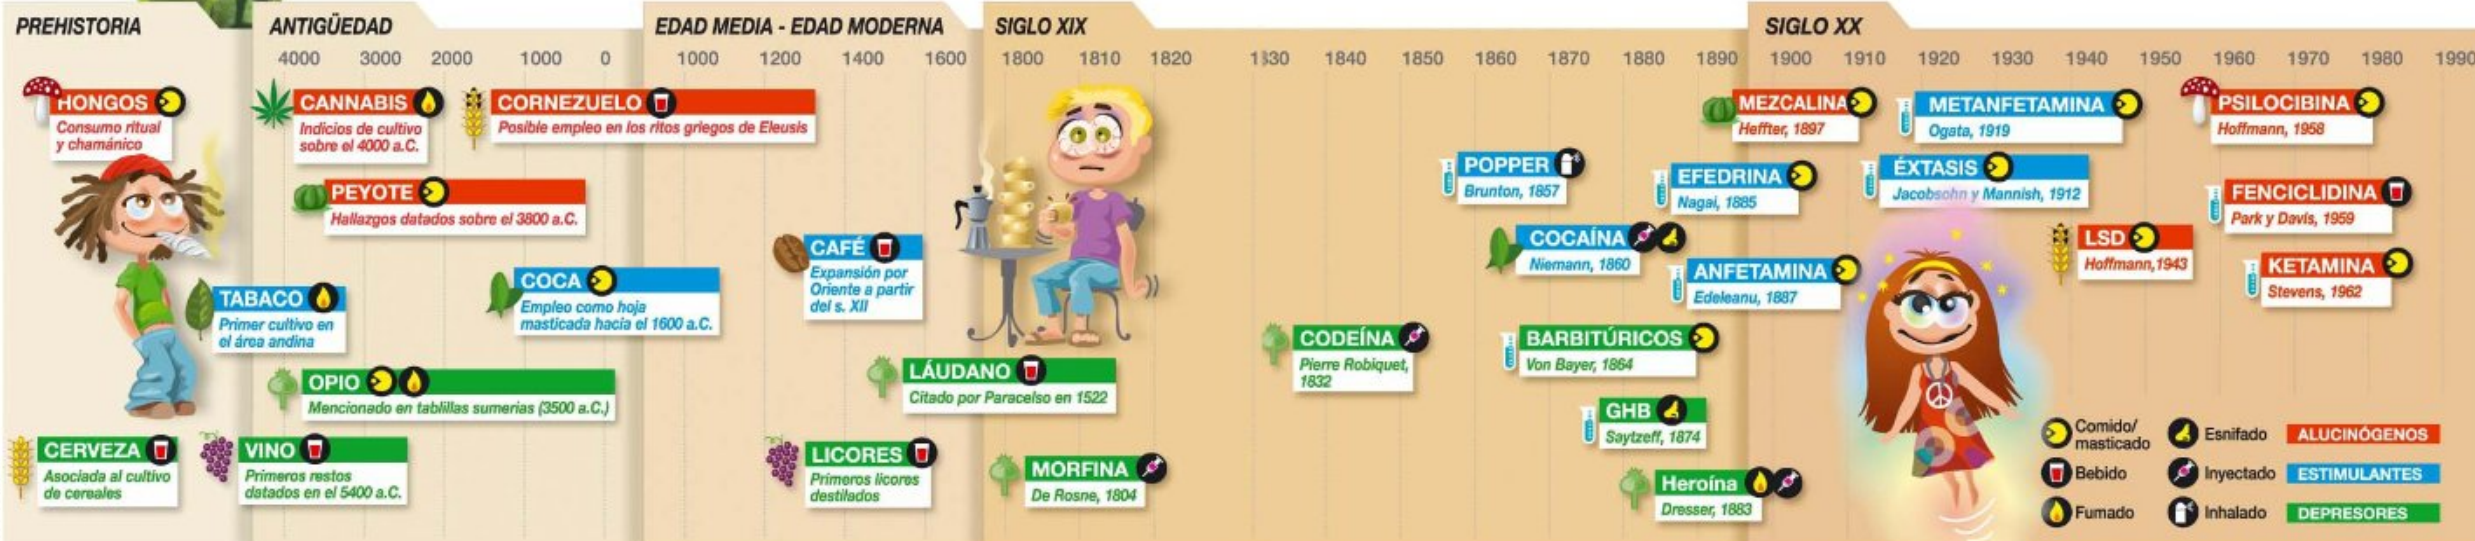 PREHISTORIA
ANTIGÜEDAD
EDAD MEDIA - EDAD MODERNA
SIGLO XIX
SIGLO XX
4000 3000 2000 1000 0 1000 1200 1400 1600 1800 1810 1820 1830 1840 1850 1860 1870 1880 1890 1900 1910 1920 1930 1940 1950 1960 1970 1980 1990
HONGOS
Consumo ritual
y chamánico
CANNABIS
Indicios de cultivo
sobre el 4000 a.C.
CORNEZUELO
Posible empleo en los ritos griegos de Eleusis
MEZCALINA
Heffter, 1897
METANFETAMINA
Ogata, 1919
PSILOCIBINA
Hoffmann, 1958
PEYOTE
Hallazgos datados sobre el 3800 a.C.
POPPER
Brunton, 1857
EFEDRINA
Nagai, 1885
ÉXTASIS
Jacobsohn y Mannish, 1912
FENCICLIDINA
Park y Davis, 1959
CAFÉ
Expansión por
Oriente a partir
del s. XII
COCAÍNA
Niemann, 1860
LSD
Hoffmann,1943
TABACO
Primer cultivo en
el área andina
COCA
Empleo como hoja
masticada hacia el 1600 a.C.
ANFETAMINA
Edeleanu, 1887
KETAMINA
Stevens, 1962
CODEÍNA
Pierre Robiquet,
1832
BARBITÚRICOS
Von Bayer, 1864
OPIO
Mencionado en tablillas sumerias (3500 a.C.)
LÁUDANO
Citado por Paracelso en 1522
GHB
Saytzeff, 1874
CERVEZA
Asociada al cultivo
de cereales
VINO
Primeros restos
datados en el 5400 a.C.
LICORES
Primeros licores
destilados
MORFINA
De Rosne, 1804
Heroína
Dresser, 1883
Comido/
masticado
Esnifado
ALUCINÓGENOS
Bebido
Inyectado
ESTIMULANTES
Fumado
Inhalado
DEPRESORES